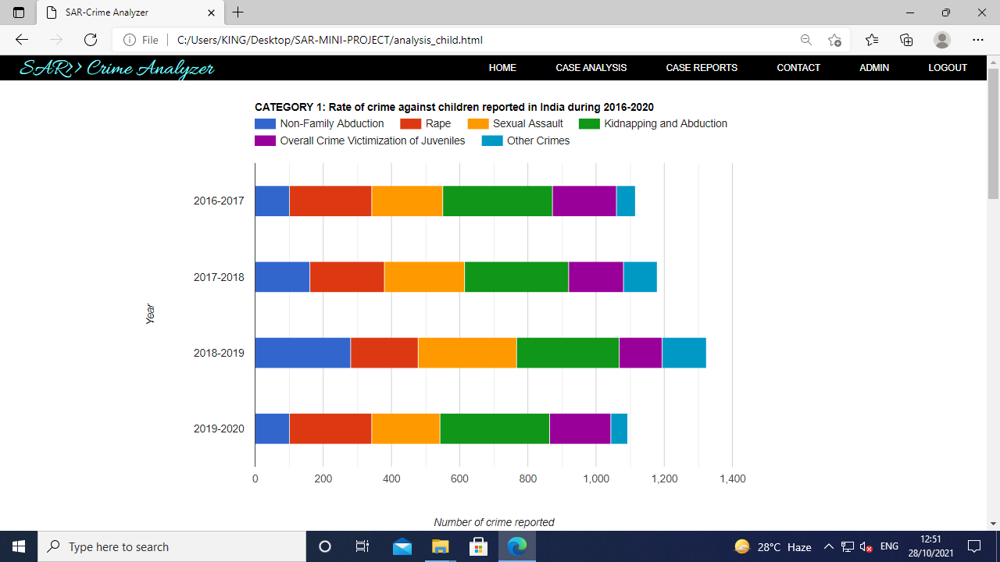 SAR-Crime Analyzer
File
C:/Users/KING/Desktop/SAR-MINI-PROJECT/analysis_child.html
SAR>> Crime Analyzer
HOME CASE ANALYSIS CASE REPORTS CONTACT ADMIN LOGOUT
CATEGORY 1: Rate of crime against children reported in India during 2016-2020
Non-Family Abduction Rape Sexual Assault Kidnapping and Abduction
Overall Crime Victimization of Juveniles Other Crimes
2016-2017
2017-2018
Year
2018-2019
2019-2020
0 200 400 600 800 1,000 1,200 1,400
Number of crime reported
Type here to search
28°C Haze
ENG
12:51
28/10/2021